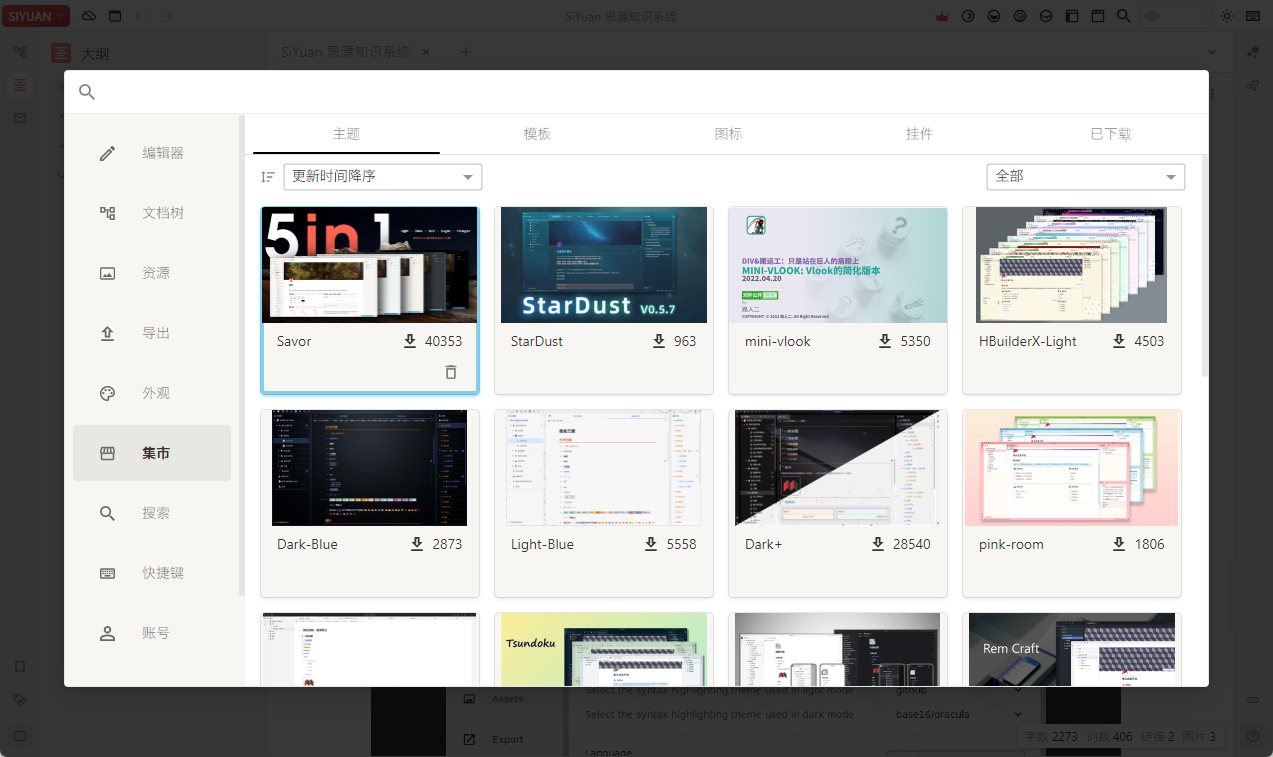 SIYUAN
SiYuan 思源知识系统
大纲
SiYuan 思源知识系统
编辑器
文档树
资源
导出
外观
集市
搜索
快捷键
账号
主题
模板
图标
挂件
已下载
更新时间降序
全部
5in1
Light
Dark
Sugar
Vinegar
Savor
40353
StarDust V0.5.7
StarDust
963
DIV&搬运工：只是站在巨人的肩膀上
MINI-VLOOK: Vlook的简化版本
2022.04.20
mini-vlook
5350
HBuilderX-Light
4503
Dark-Blue
2873
Light-Blue
5558
Dark+
28540
pink-room
1806
Tsundoku
Rem Craft
Assets
Select the syntax highlighting theme used in light mode
github
Select the syntax highlighting theme used in dark mode
base16/dracula
Export
Language
字数 2273 词数 406 链接 2 图片 3